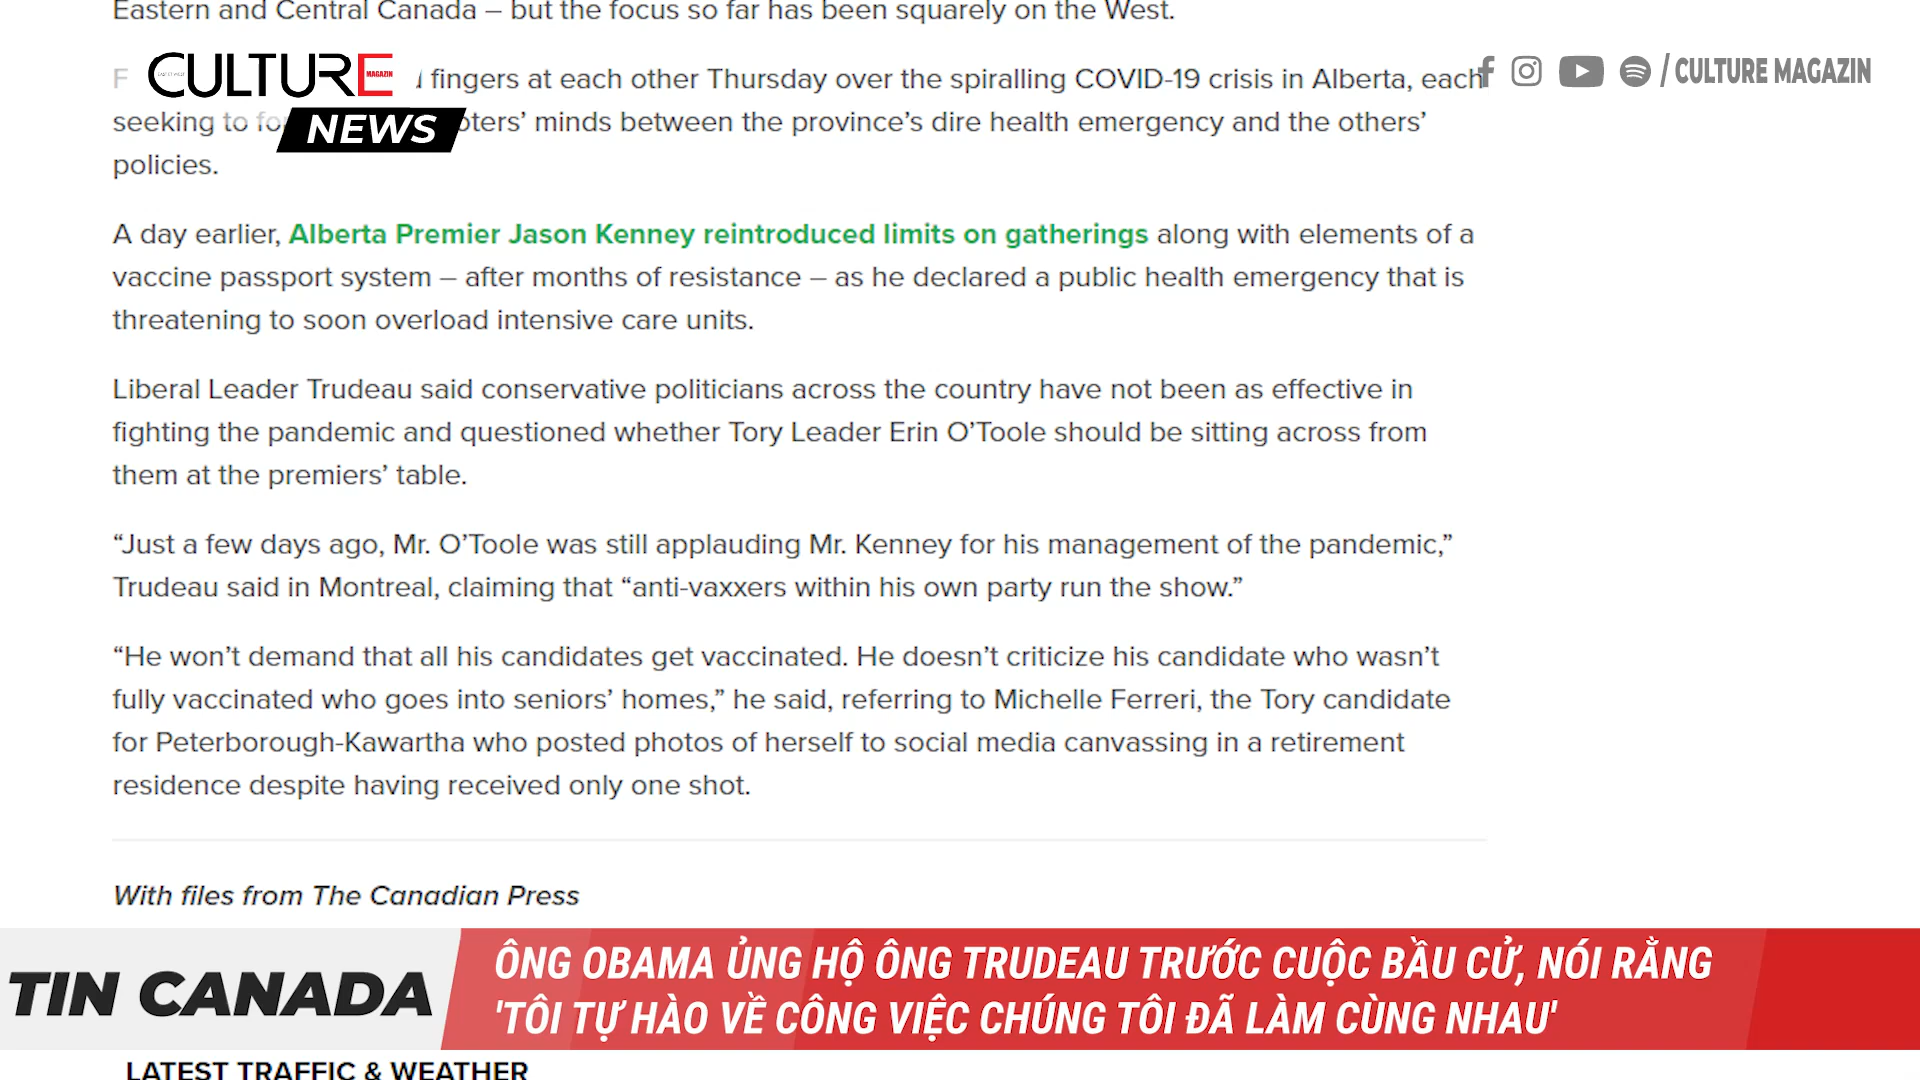 Eastern and Central Canada – but the focus so far has been squarely on the West.
F
CULTURE
MAGAZIN
fingers at each other Thursday over the spiralling COVID-19 crisis in Alberta, each
/ CULTURE MAGAZIN
seeking to
NEWS
minds between the province’s dire health emergency and the others’
policies.
A day earlier, Alberta Premier Jason Kenney reintroduced limits on gatherings along with elements of a
vaccine passport system – after months of resistance – as he declared a public health emergency that is
threatening to soon overload intensive care units.
Liberal Leader Trudeau said conservative politicians across the country have not been as effective in
fighting the pandemic and questioned whether Tory Leader Erin O’Toole should be sitting across from
them at the premiers’ table.
“Just a few days ago, Mr. O’Toole was still applauding Mr. Kenney for his management of the pandemic,”
Trudeau said in Montreal, claiming that “anti-vaxxers within his own party run the show.”
“He won’t demand that all his candidates get vaccinated. He doesn’t criticize his candidate who wasn’t
fully vaccinated who goes into seniors’ homes,” he said, referring to Michelle Ferreri, the Tory candidate
for Peterborough-Kawartha who posted photos of herself to social media canvassing in a retirement
residence despite having received only one shot.
With files from The Canadian Press
TIN CANADA
ÔNG OBAMA ỦNG HỘ ÔNG TRUDEAU TRƯỚC CUỘC BẦU CỬ, NÓI RẰNG
'TÔI TỰ HÀO VỀ CÔNG VIỆC CHÚNG TÔI ĐÃ LÀM CÙNG NHAU'
LATEST TRAFFIC & WEATHER